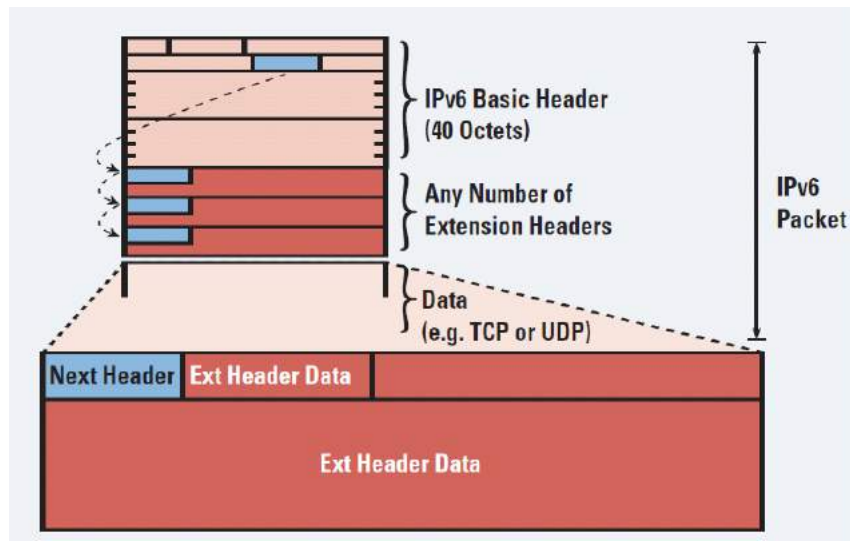 IPv6 Basic Header
(40 Octets)
Any Number of
Extension Headers
IPv6
Packet
Data
(e.g. TCP or UDP)
Next Header
Ext Header Data
Ext Header Data